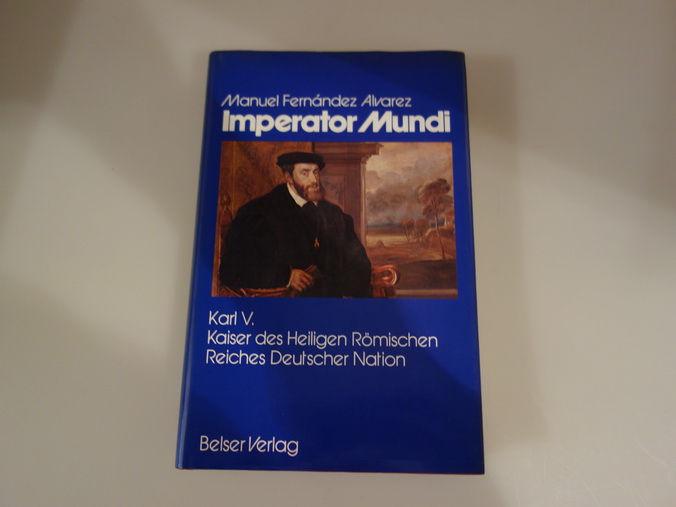 Manuel Fernández Alvarez
Imperator Mundi
Karl V.
Kaiser des Heiligen Römischen
Reiches Deutscher Nation
Belser Verlag